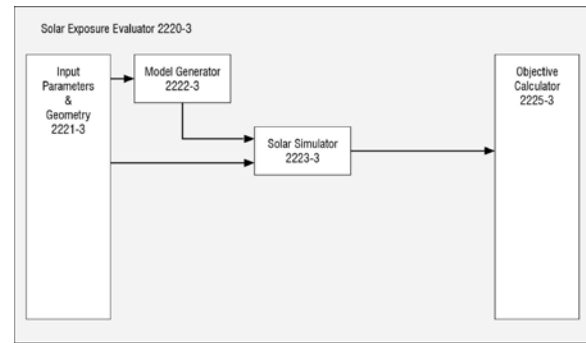 Solar Exposure Evaluator 2220-3
Input
Parameters
&
Geometry
2221-3
Model Generator
2222-3
Solar Simulator
2223-3
Objective
Calculator
2225-3